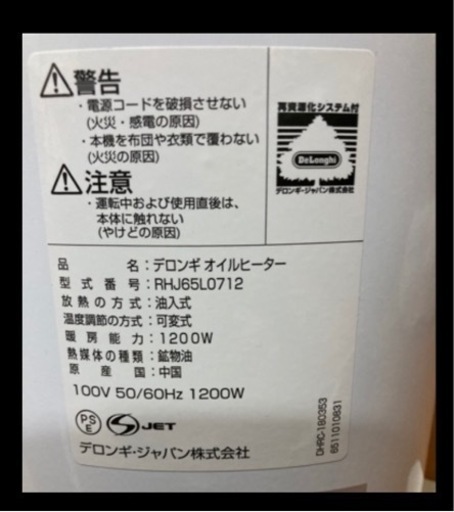 警告
・電源コードを破損させない
(火災・感電の原因)
・本機を布団や衣類で覆わない
(火災の原因)
注意
・運転中および使用直後は、
本体に触れない
(やけどの原因)
再資源化システム付
DeLonghi
デロンギ・ジャパン株式会社
品名:デロンギ オイルヒーター
型式番号:RHJ65L0712
放熱の方式:油入式
温度調節の方式:可変式
暖房能力:1200W
熱媒体の種類:鉱物油
原産国:中国
100V 50/60Hz 1200W
PSE
S JET
デロンギ・ジャパン株式会社
DHRC-180353
6511010831